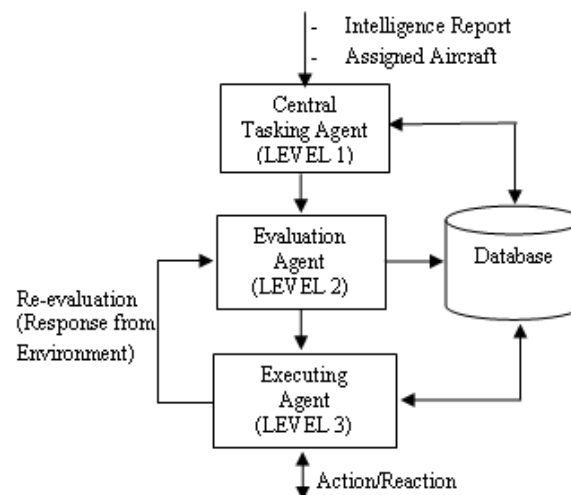 - Intelligence Report
- Assigned Aircraft
Central
Tasking Agent
(LEVEL 1)
Evaluation
Agent
(LEVEL 2)
Database
Re-evaluation
(Response from
Environment)
Executing
Agent
(LEVEL 3)
Action/Reaction